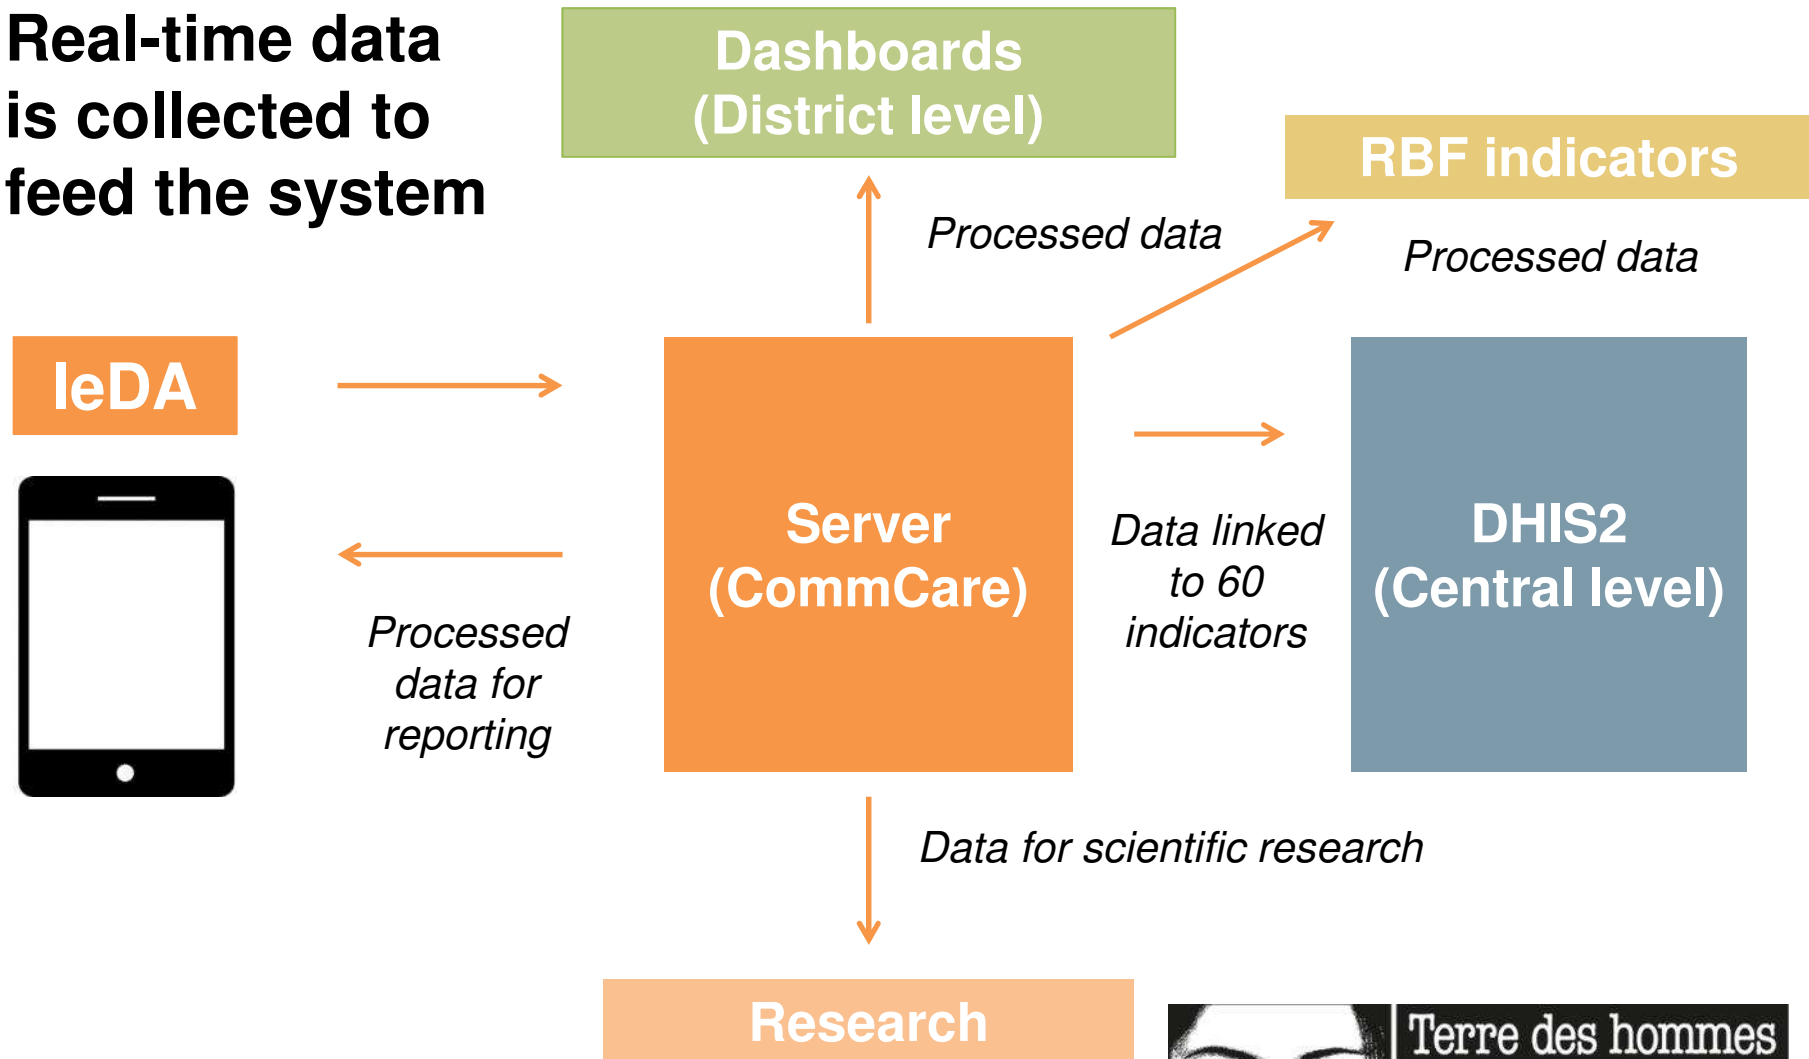 Real-time data
is collected to
feed the system
Dashboards
(District level)
RBF indicators
Processed data
Processed data
IeDA
Server
(CommCare)
Data linked
to 60
indicators
DHIS2
(Central level)
Processed
data for
reporting
Data for scientific research
Research
Terre des hommes